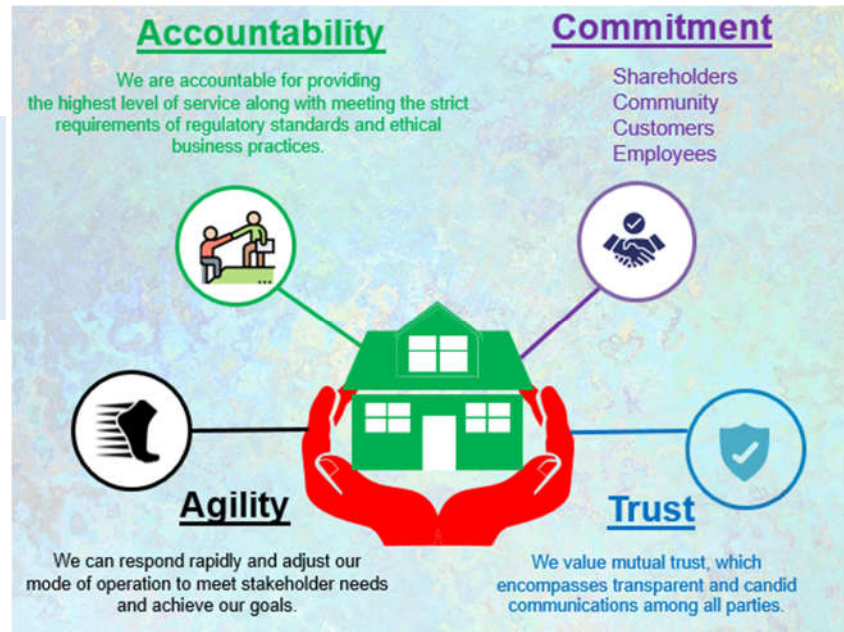 Accountability
We are accountable for providing
the highest level of service along with meeting the strict
requirements of regulatory standards and ethical
business practices.
Commitment
Shareholders
Community
Customers
Employees
Agility
We can respond rapidly and adjust our
mode of operation to meet stakeholder needs
and achieve our goals.
Trust
We value mutual trust, which
encompasses transparent and candid
communications among all parties.